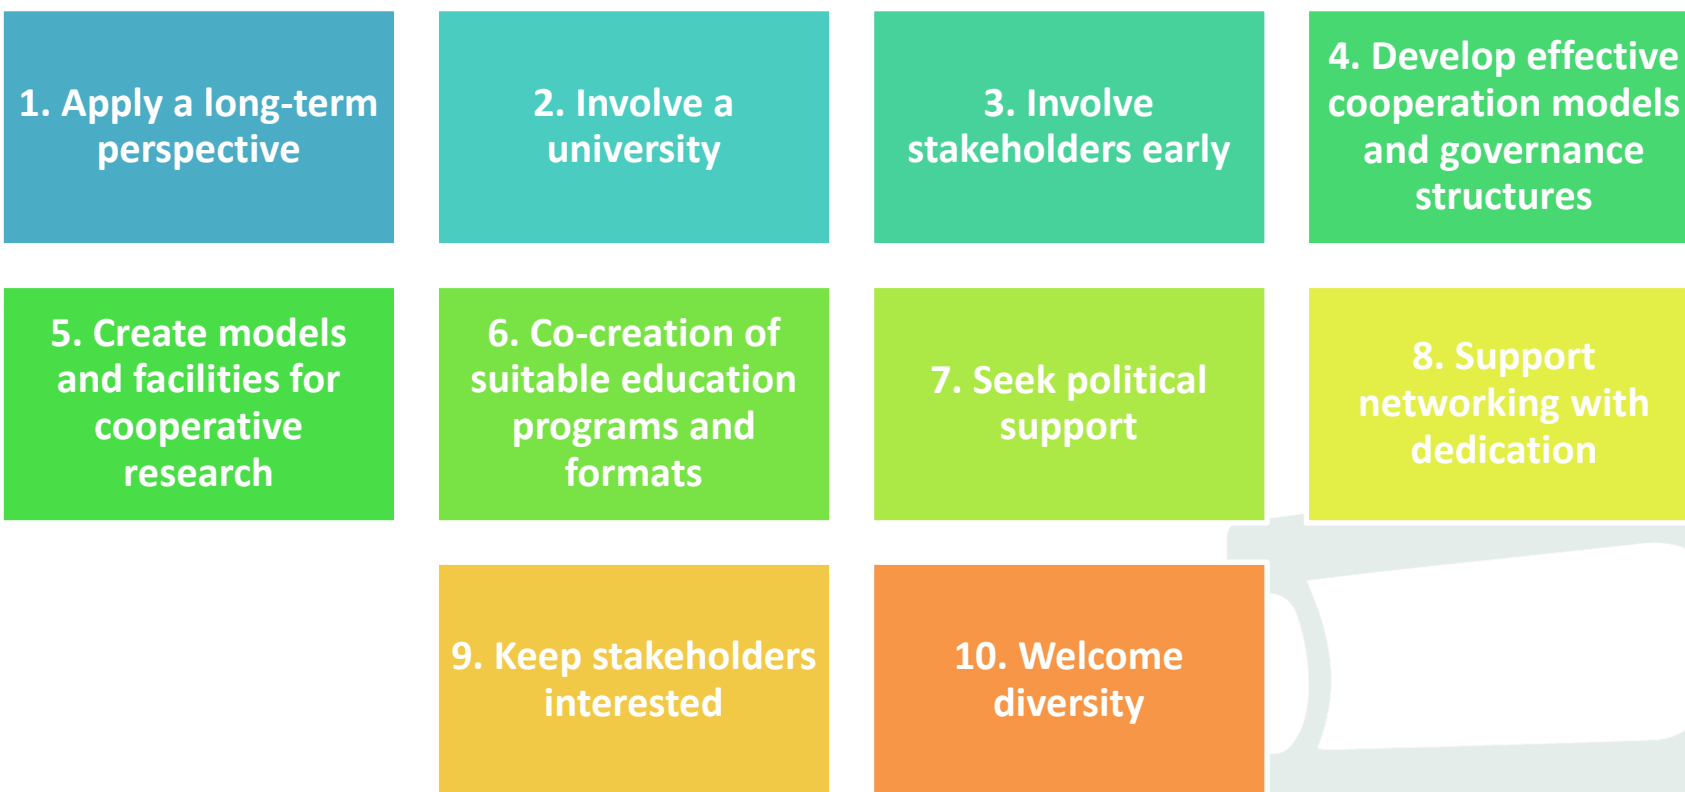 1. Apply a long-term
perspective
2. Involve a
university
3. Involve
stakeholders early
4. Develop effective
cooperation models
and governance
structures
5. Create models
and facilities for
cooperative
research
6. Co-creation of
suitable education
programs and
formats
7. Seek political
support
8. Support
networking with
dedication
9. Keep stakeholders
interested
10. Welcome
diversity